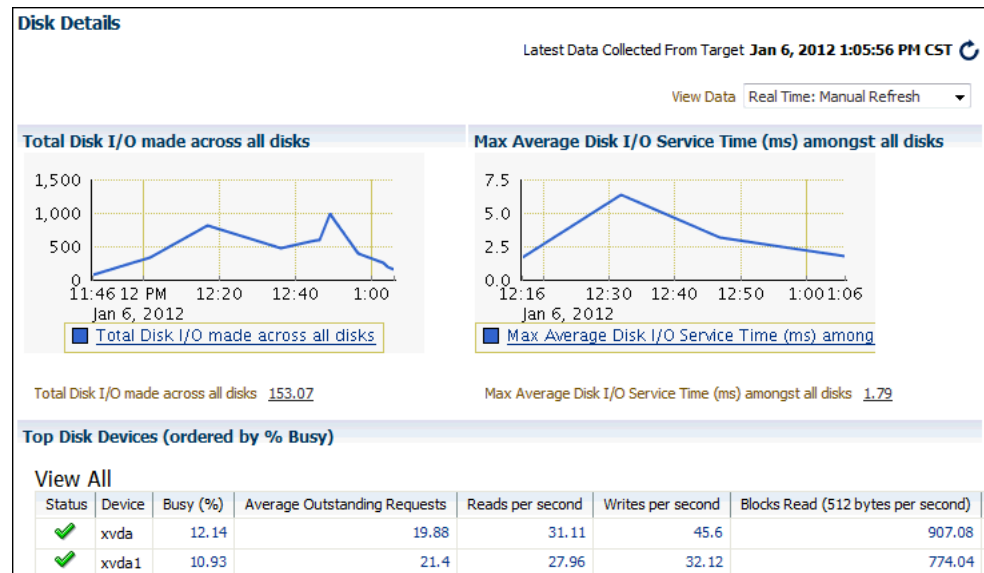 Disk Details
Latest Data Collected From Target Jan 6, 2012 1:05:56 PM CST
View Data Real Time: Manual Refresh
Total Disk I/O made across all disks
Max Average Disk I/O Service Time (ms) amongst all disks
1,500
1,000
500
0
11:46 12 PM 12:20 12:40 1:00
Jan 6, 2012
Total Disk I/O made across all disks
7.5
5.0
2.5
0.0
12:16 12:30 12:40 12:50 1:00 1:06
Jan 6, 2012
Max Average Disk I/O Service Time (ms) among
Total Disk I/O made across all disks 153.07
Max Average Disk I/O Service Time (ms) amongst all disks 1.79
Top Disk Devices (ordered by % Busy)
View All
Status Device Busy (%) Average Outstanding Requests Reads per second Writes per second Blocks Read (512 bytes per second)
xvda 12.14 19.88 31.11 45.6 907.08
xvda1 10.93 21.4 27.96 32.12 774.04